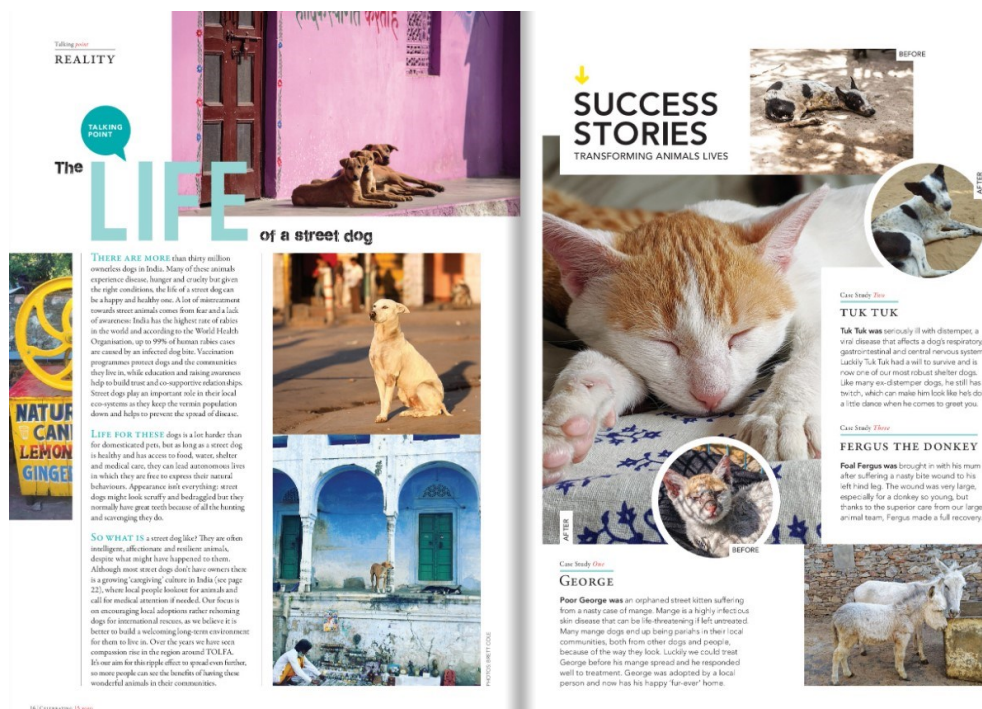 Talking point
REALITY
TALKING
POINT
The
LIFE
of a street dog
THERE ARE MORE than thirty million
ownerless dogs in India. Many of these animals
experience disease, hunger and cruelty but given
the right conditions, the life of a street dog can
be a happy and healthy one. A lot of mistreatment
towards street animals comes from fear and a lack
of awareness: India has the highest rate of rabies
in the world and according to the World Health
Organisation, up to 99% of human rabies cases
are caused by an infected dog bite. Vaccination
programmes protect dogs and the communities
they live in, while education and raising awareness
help to build trust and co-supportive relationships.
Street dogs play an important role in their local
eco-systems as they keep the vermin population
down and helps to prevent the spread of disease.
LIFE FOR THESE dogs is a lot harder than
for domesticated pets, but as long as a street dog
is healthy and has access to food, water, shelter
and medical care, they can lead autonomous lives
in which they are free to express their natural
behaviours. Appearance isn't everything: street
dogs might look scruffy and bedraggled but they
normally have great teeth because of all the hunting
and scavenging they do.
SO WHAT IS a street dog like? They are often
intelligent, affectionate and resilient animals,
despite what might have happened to them.
Although most street dogs don't have owners there
is a growing 'caregiving' culture in India (see page
22), where local people lookout for animals and
call for medical attention if needed. Our focus is
on encouraging local adoptions rather rehoming
dogs for international rescues, as we believe it is
better to build a welcoming long-term environment
for them to live in. Over the years we have seen
compassion rise in the region around TOLFA.
It's our aim for this ripple effect to spread even further,
so more people can see the benefits of having these
wonderful animals in their communities.
NATUR
CAN
LEMON
GINGER
PHOTOS: BRETT COLE
SUCCESS
STORIES
TRANSFORMING ANIMALS LIVES
BEFORE
AFTER
Case Study Two
TUK TUK
Tuk Tuk was seriously ill with distemper, a
viral disease that affects a dog's respiratory,
gastrointestinal and central nervous system
Luckily Tuk Tuk had a will to survive and is
now one of our most robust shelter dogs.
Like many ex-distemper dogs, he still has
twitch, which can make him look like he's do
a little dance when he comes to greet you.
Case Study Three
FERGUS THE DONKEY
Foal Fergus was brought in with his mum
after suffering a nasty bite wound to his
left hind leg. The wound was very large,
especially for a donkey so young, but
thanks to the superior care from our large
animal team, Fergus made a full recovery.
AFTER
BEFORE
Case Study One
GEORGE
Poor George was an orphaned street kitten suffering
from a nasty case of mange. Mange is a highly infectious
skin disease that can be life-threatening if left untreated.
Many mange dogs end up being pariahs in their local
communities, both from other dogs and people,
because of the way they look. Luckily we could treat
George before his mange spread and he responded
well to treatment. George was adopted by a local
person and now has his happy 'fur-ever' home.